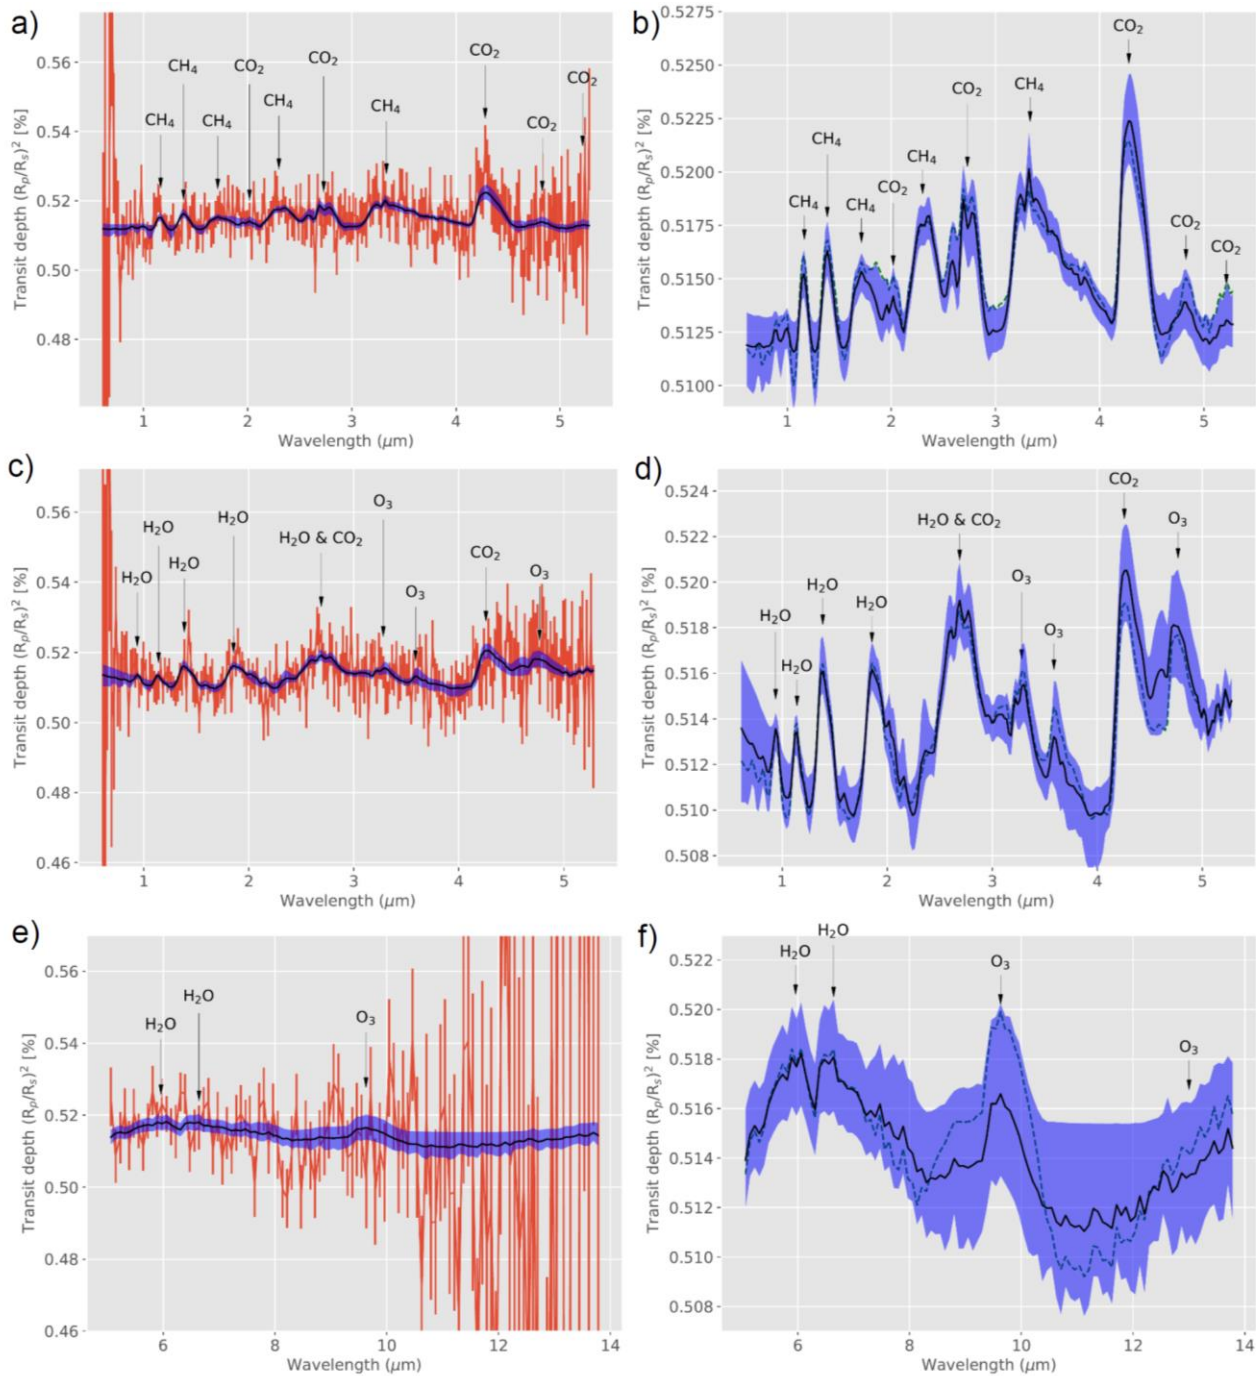 a)
CO₂
CO₂
CO₂
CH₄
CO₂
CH₄
CH₄
CH₄
CH₄
CO₂
0.56
0.54
0.52
0.50
0.48
Transit depth (Rₚ/Rₛ)² [%]
1 2 3 4 5
Wavelength (μm)
b)
CO₂
CO₂
CH₄
CH₄
CH₄
CH₄
CO₂
CH₄
CO₂
CO₂
0.5275
0.5250
0.5225
0.5200
0.5175
0.5150
0.5125
0.5100
Transit depth (Rₚ/Rₛ)² [%]
1 2 3 4 5
Wavelength (μm)
c)
O₃
H₂O
H₂O
H₂O & CO₂
CO₂
H₂O
H₂O
O₃
O₃
0.56
0.54
0.52
0.50
0.48
0.46
Transit depth (Rₚ/Rₛ)² [%]
1 2 3 4 5
Wavelength (μm)
d)
CO₂
H₂O & CO₂
O₃
H₂O
H₂O
H₂O
H₂O
O₃
O₃
0.524
0.522
0.520
0.518
0.516
0.514
0.512
0.510
0.508
Transit depth (Rₚ/Rₛ)² [%]
1 2 3 4 5
Wavelength (μm)
e)
H₂O
H₂O
O₃
0.56
0.54
0.52
0.50
0.48
0.46
Transit depth (Rₚ/Rₛ)² [%]
6 8 10 12 14
Wavelength (μm)
f)
H₂O
H₂O
O₃
O₃
0.522
0.520
0.518
0.516
0.514
0.512
0.510
0.508
Transit depth (Rₚ/Rₛ)² [%]
6 8 10 12 14
Wavelength (μm)